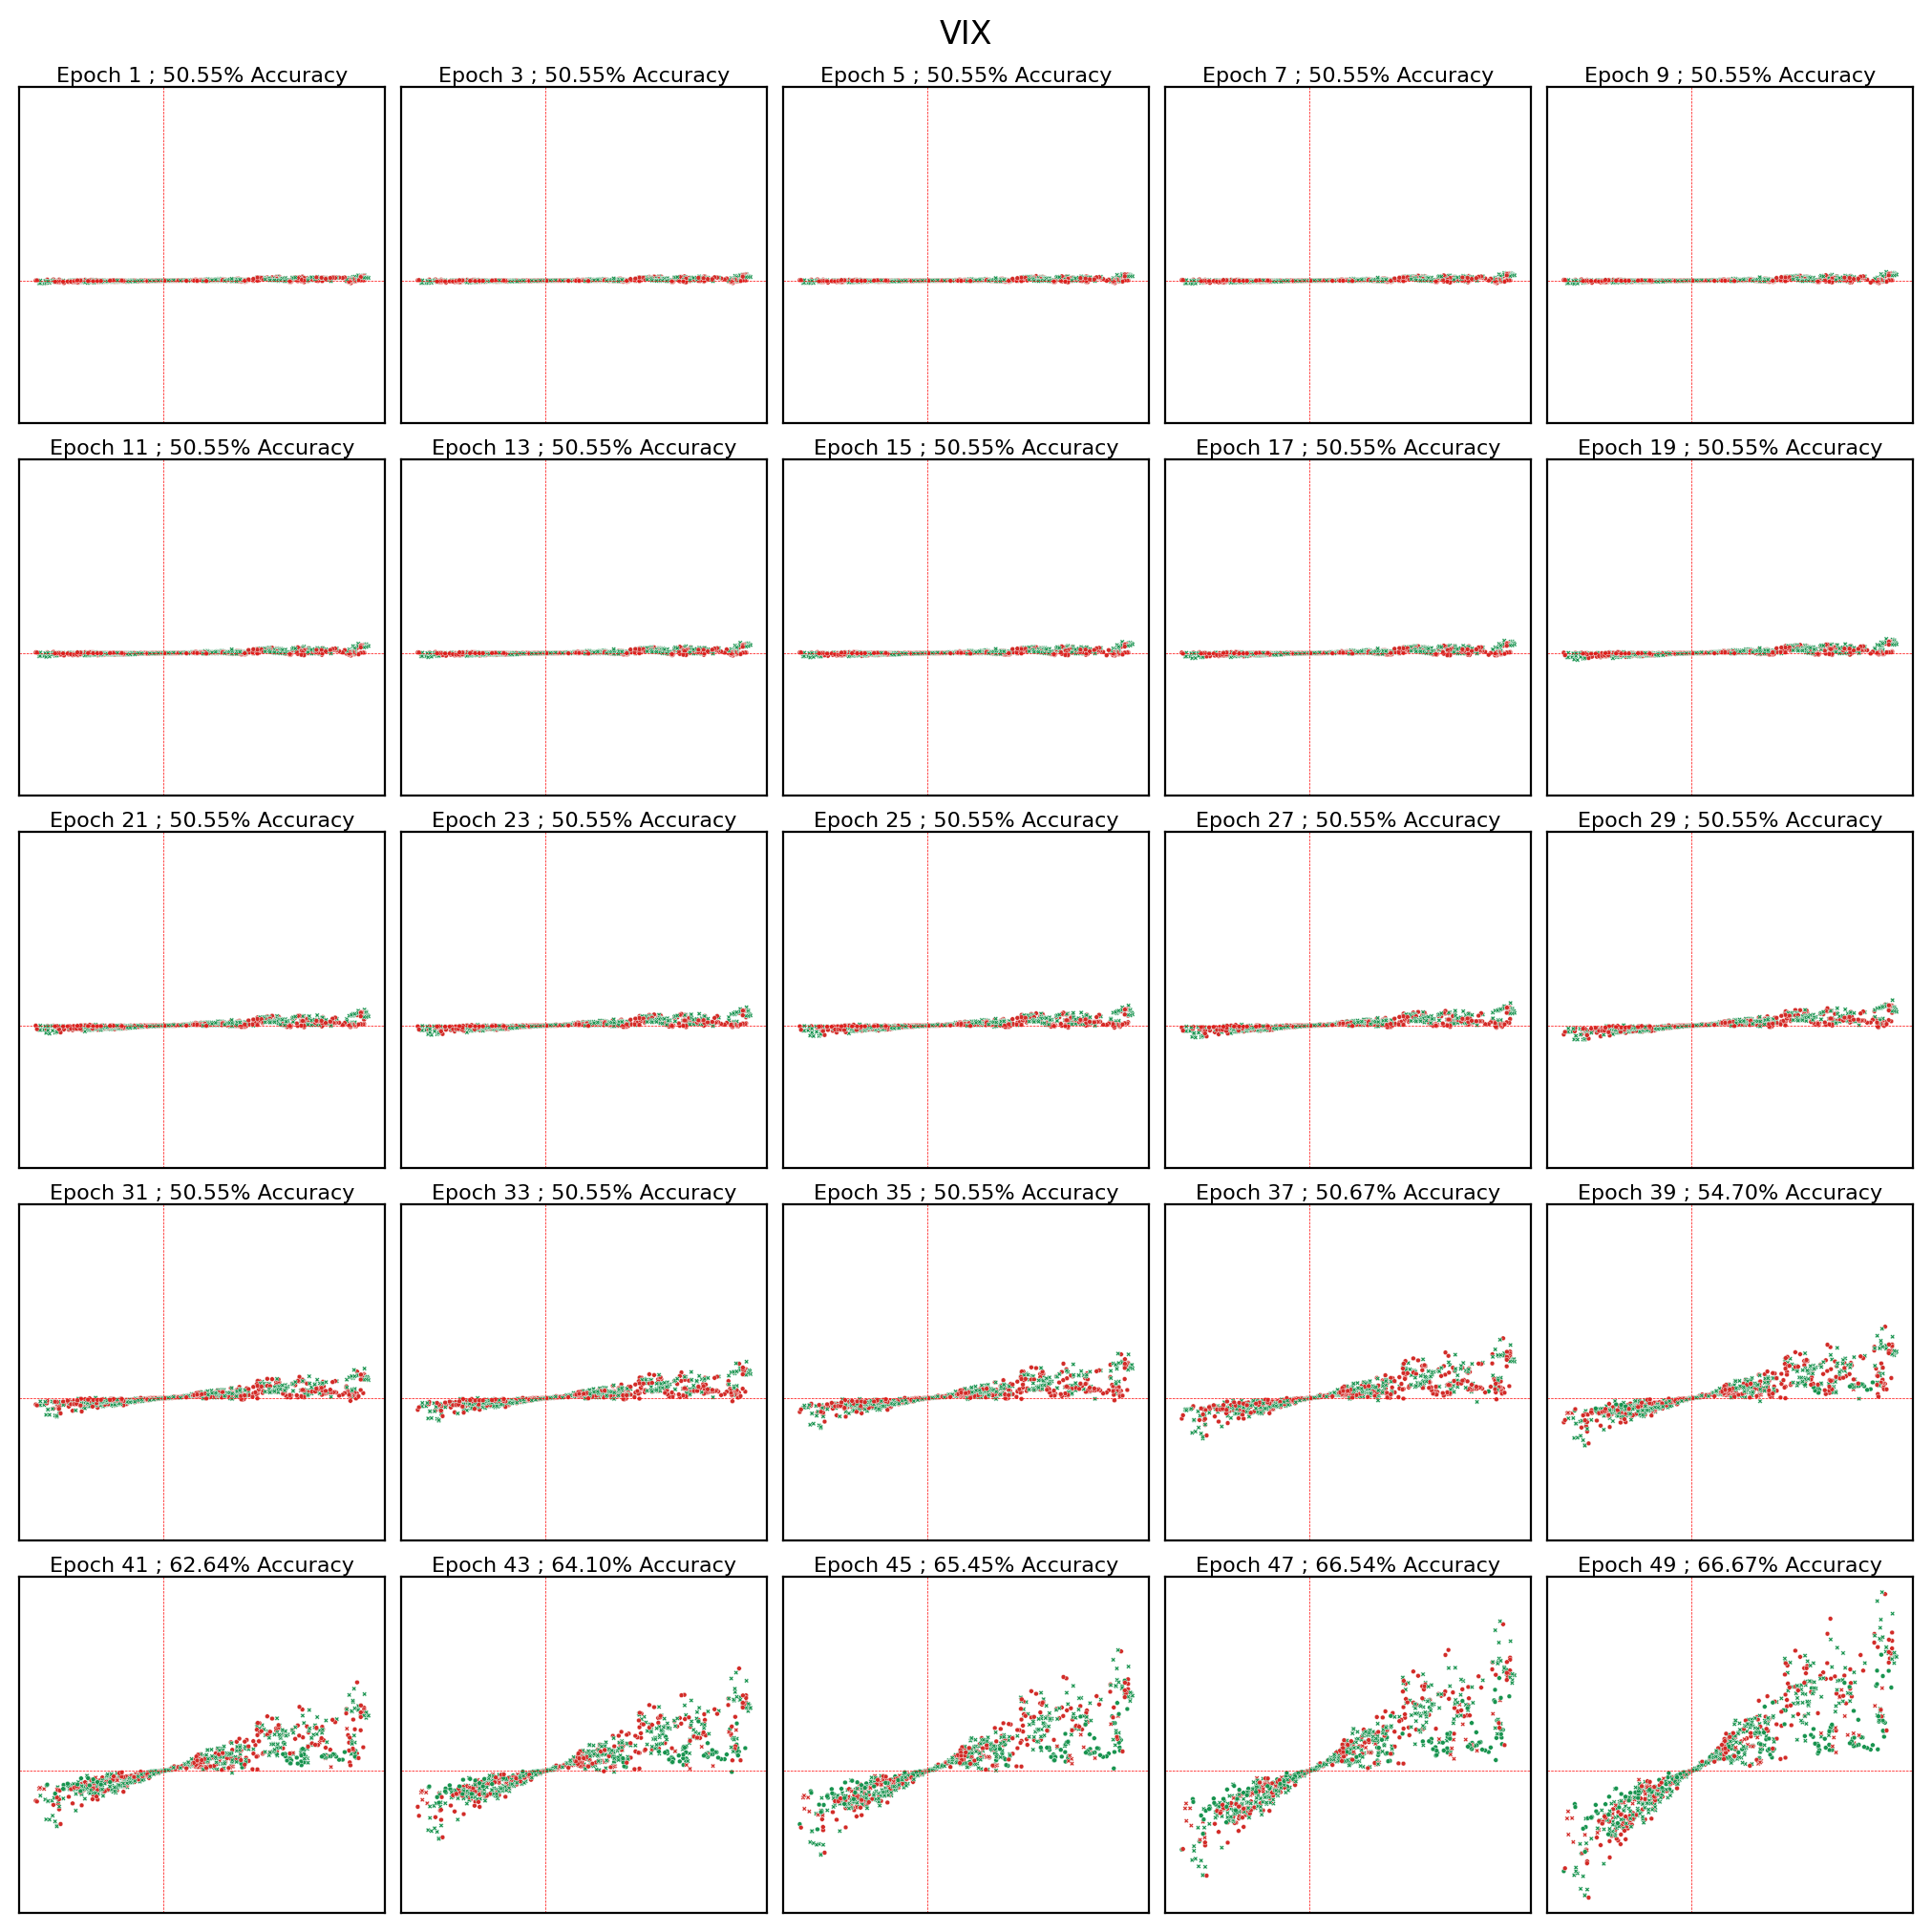 VIX
Epoch 1 ; 50.55% Accuracy
Epoch 3 ; 50.55% Accuracy
Epoch 5 ; 50.55% Accuracy
Epoch 7 ; 50.55% Accuracy
Epoch 9 ; 50.55% Accuracy
Epoch 11 ; 50.55% Accuracy
Epoch 13 ; 50.55% Accuracy
Epoch 15 ; 50.55% Accuracy
Epoch 17 ; 50.55% Accuracy
Epoch 19 ; 50.55% Accuracy
Epoch 21 ; 50.55% Accuracy
Epoch 23 ; 50.55% Accuracy
Epoch 25 ; 50.55% Accuracy
Epoch 27 ; 50.55% Accuracy
Epoch 29 ; 50.55% Accuracy
Epoch 31 ; 50.55% Accuracy
Epoch 33 ; 50.55% Accuracy
Epoch 35 ; 50.55% Accuracy
Epoch 37 ; 50.67% Accuracy
Epoch 39 ; 54.70% Accuracy
Epoch 41 ; 62.64% Accuracy
Epoch 43 ; 64.10% Accuracy
Epoch 45 ; 65.45% Accuracy
Epoch 47 ; 66.54% Accuracy
Epoch 49 ; 66.67% Accuracy